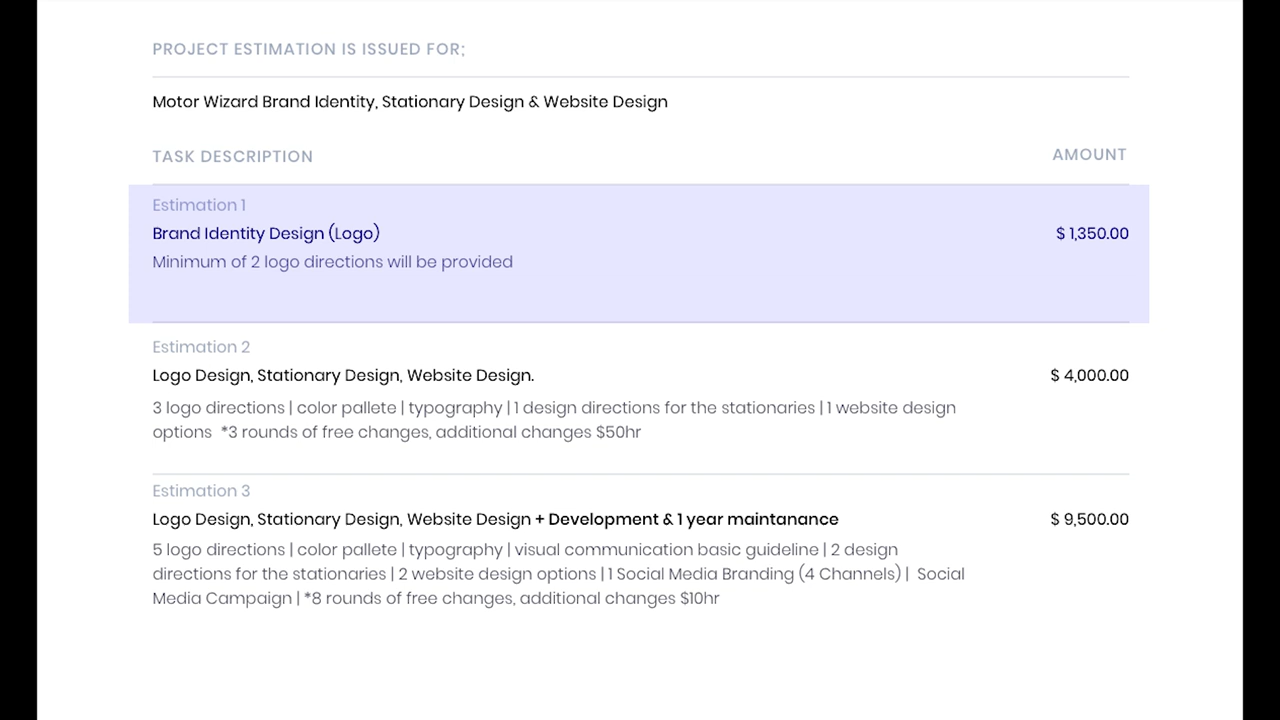 PROJECT ESTIMATION IS ISSUED FOR;
Motor Wizard Brand Identity, Stationary Design & Website Design
TASK DESCRIPTION
AMOUNT
Estimation 1
Brand Identity Design (Logo)
$ 1,350.00
Minimum of 2 logo directions will be provided
Estimation 2
Logo Design, Stationary Design, Website Design.
$ 4,000.00
3 logo directions | color pallete | typography | 1 design directions for the stationaries | 1 website design
options *3 rounds of free changes, additional changes $50hr
Estimation 3
Logo Design, Stationary Design, Website Design + Development & 1 year maintanance
$ 9,500.00
5 logo directions | color pallete | typography | visual communication basic guideline | 2 design
directions for the stationaries | 2 website design options | 1 Social Media Branding (4 Channels) | Social
Media Campaign | *8 rounds of free changes, additional changes $10hr